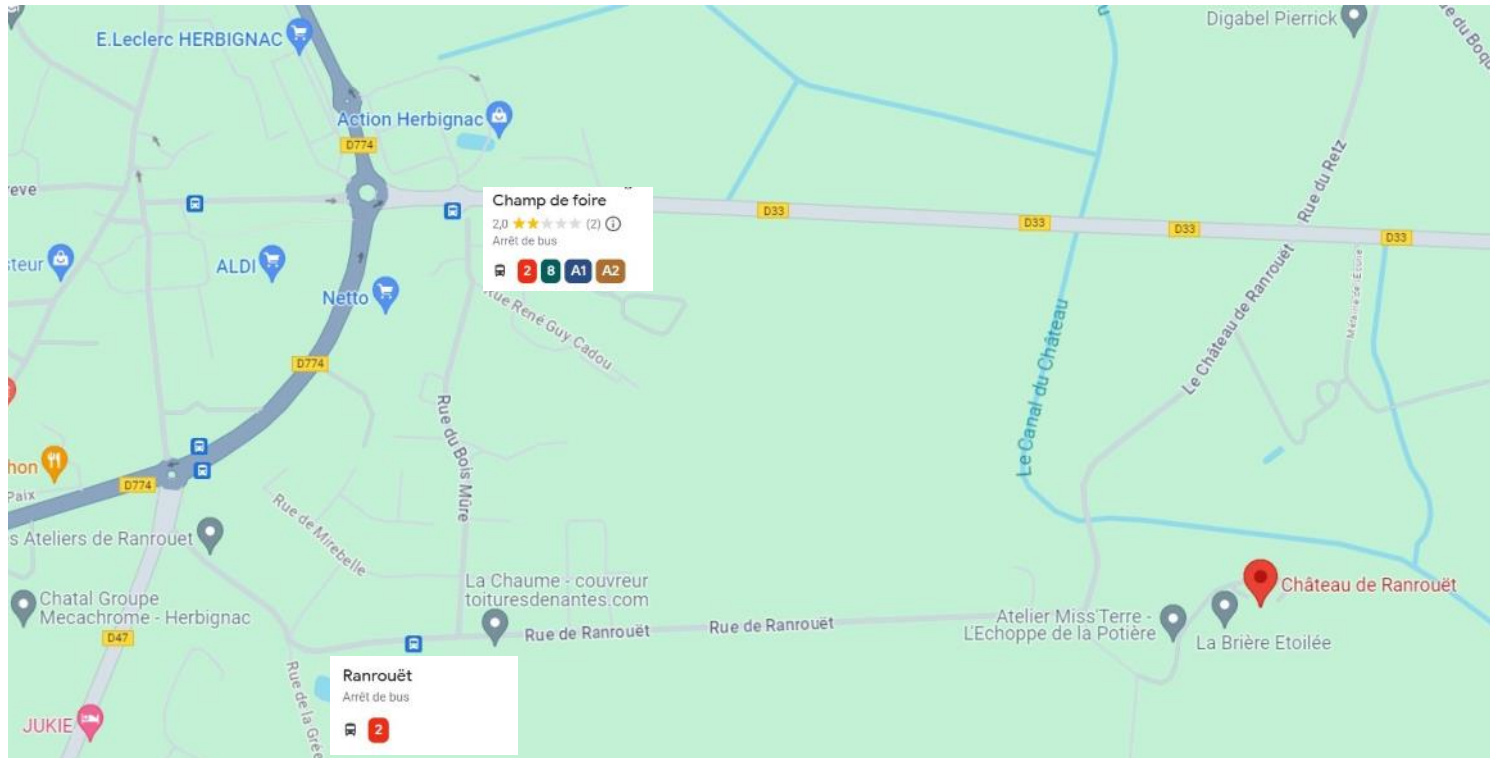 E.Leclerc HERBIGNAC
Digabel Pierrick
Action Herbignac
D774
Champ de foire
2,0 (2)
Arrêt de bus
2 8 A1 A2
D33
D33
D33
D33
Rue du Retz
ALDI
Netto
Rue René Guy Cadou
D774
Le Canal du Château
Le Château de Ranrouët
Rue du Bois Mûre
D774
Paix
Rue de Mirebelle
s Ateliers de Ranrouet
Chatal Groupe
Mecachrome - Herbignac
D47
La Chaume - couvreur
toituresdenantes.com
Rue de Ranrouët
Rue de Ranrouët
Atelier Miss'Terre -
L'Echoppe de la Potière
La Brière Etoilée
Château de Ranrouët
Ranrouët
Arrêt de bus
2
Rue de la Grée
JUKIE